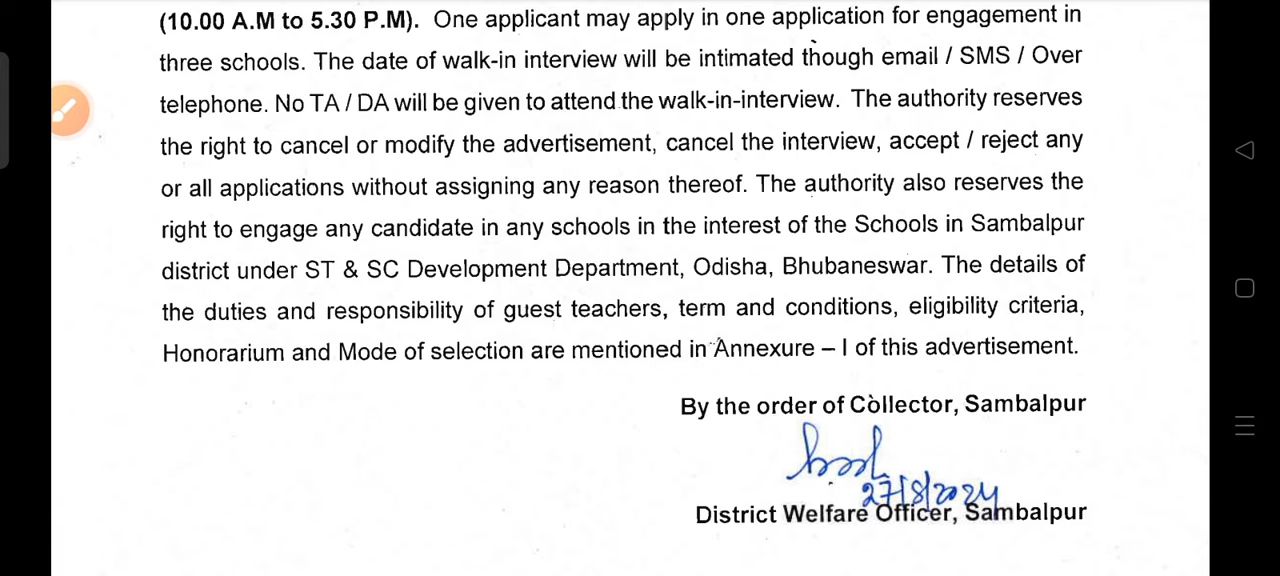 (10.00 A.M to 5.30 P.M). One applicant may apply in one application for engagement in
three schools. The date of walk-in interview will be intimated though email / SMS / Over
telephone. No TA / DA will be given to attend the walk-in-interview. The authority reserves
the right to cancel or modify the advertisement, cancel the interview, accept / reject any
or all applications without assigning any reason thereof. The authority also reserves the
right to engage any candidate in any schools in the interest of the Schools in Sambalpur
district under ST & SC Development Department, Odisha, Bhubaneswar. The details of
the duties and responsibility of guest teachers, term and conditions, eligibility criteria,
Honorarium and Mode of selection are mentioned in Annexure – I of this advertisement.
By the order of Collector, Sambalpur
27/8/2024
District Welfare Officer, Sambalpur